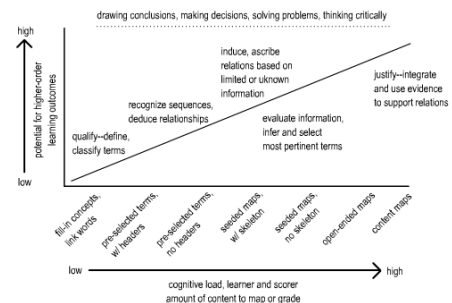 drawing conclusions, making decisions, solving problems, thinking critically
high
potential for higher-order
learning outcomes
low
induce, ascribe
relations based on
limited or uknown
information
justify--integrate
and use evidence
to support relations
recognize sequences,
deduce relationships
evaluate information,
infer and select
most pertinent terms
qualify--define,
classify terms
fill-in concepts,
link words
pre-selected terms,
w/ headers
pre-selected terms,
no headers
seeded maps,
w/ skeleton
seeded maps,
no skeleton
open-ended maps
content maps
low
high
cognitive load, learner and scorer
amount of content to map or grade